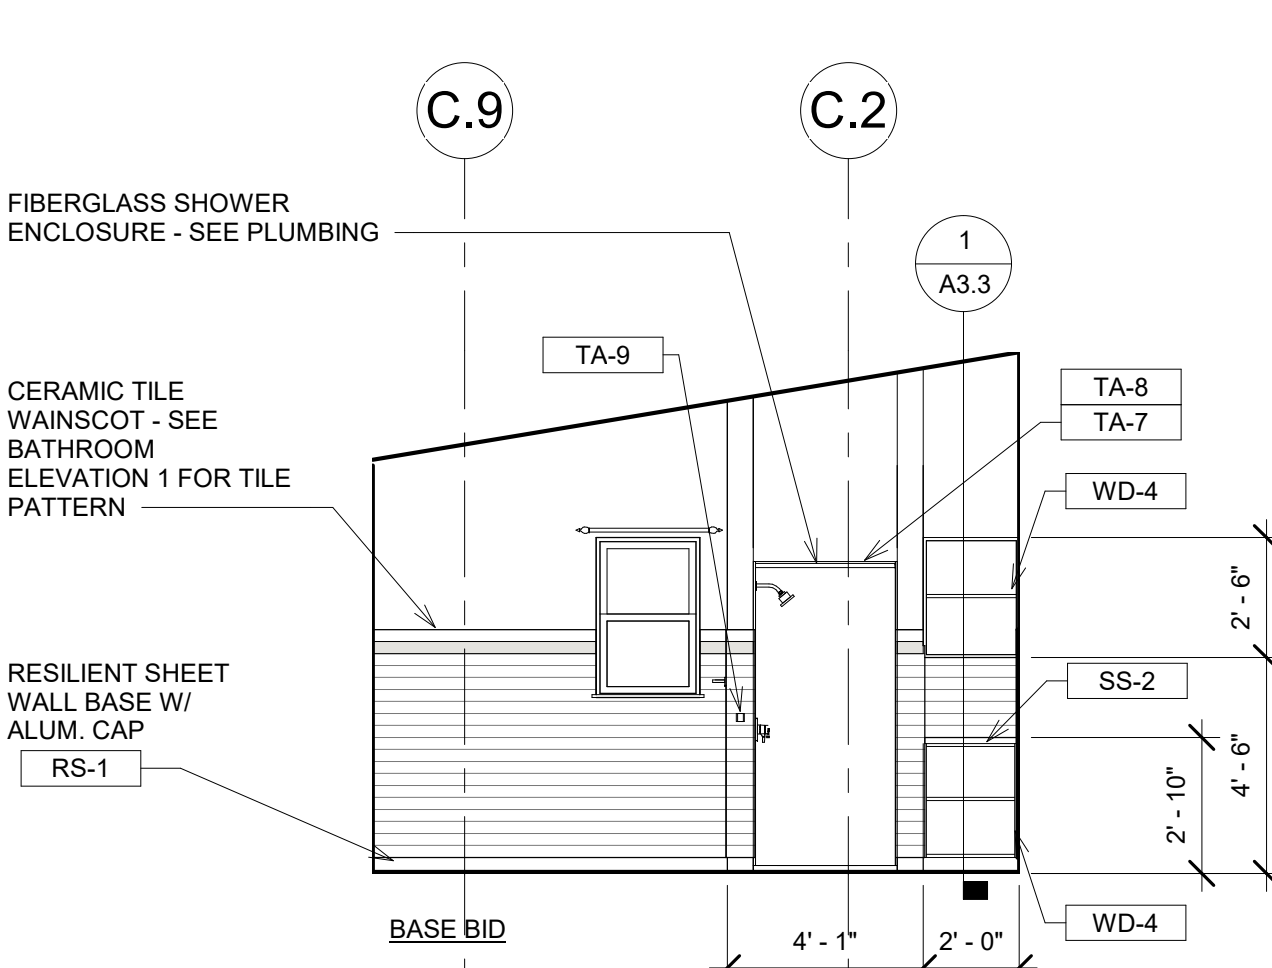 C.9
C.2
FIBERGLASS SHOWER
ENCLOSURE - SEE PLUMBING
1
A3.3
TA-9
CERAMIC TILE
WAINSCOT - SEE
BATHROOM
ELEVATION 1 FOR TILE
PATTERN
TA-8
TA-7
WD-4
2' - 6"
RESILIENT SHEET
WALL BASE W/
ALUM. CAP
RS-1
SS-2
4' - 6"
2' - 10"
BASE BID
4' - 1"
2' - 0"
WD-4